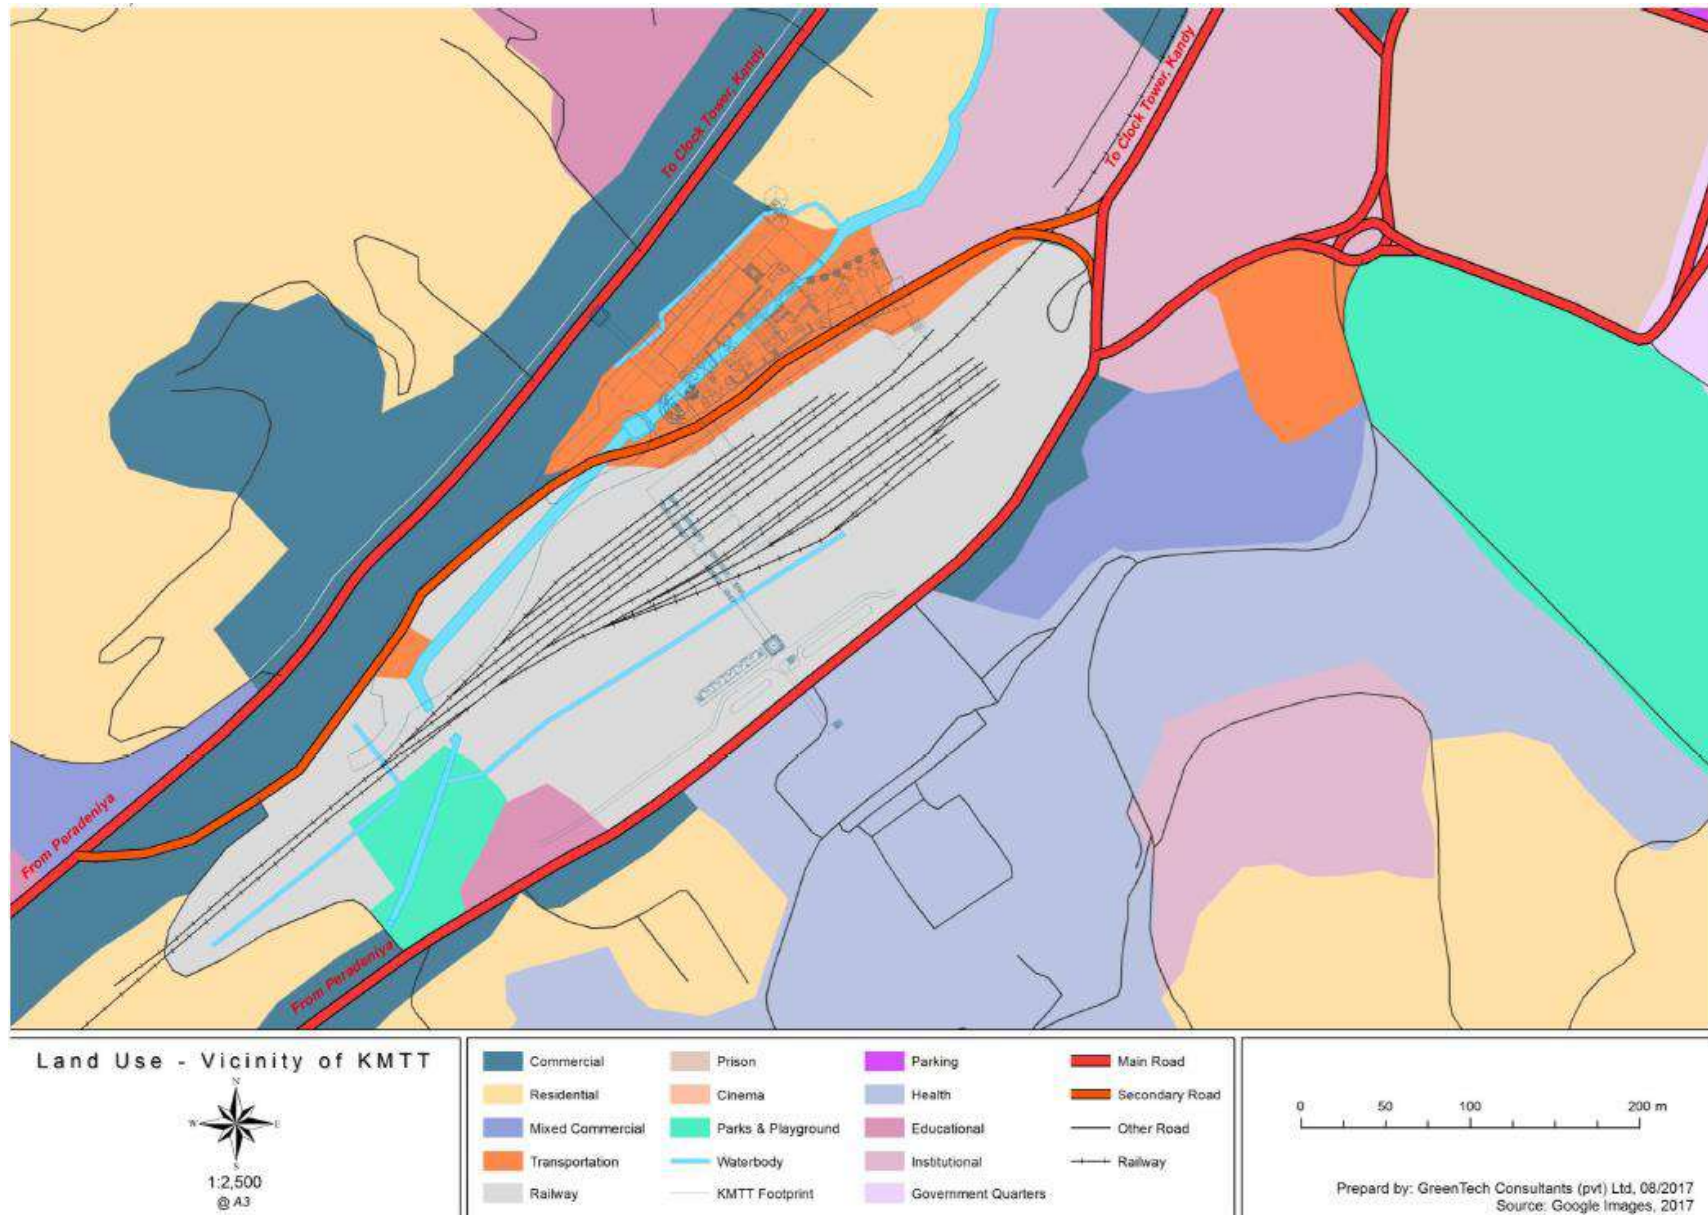 To Clock Tower, Kandy
To Clock Tower, Kandy
From Peradeniya
From Peradeniya
Land Use - Vicinity of KMTT
N
W
E
S
1:2,500
@ A3
Commercial
Residential
Mixed Commercial
Transportation
Railway
Prison
Cinema
Parks & Playground
Waterbody
KMTT Footprint
Parking
Health
Educational
Institutional
Government Quarters
Main Road
Secondary Road
Other Road
Railway
0 50 100 200 m
Prepard by: GreenTech Consultants (pvt) Ltd, 08/2017
Source: Google Images, 2017